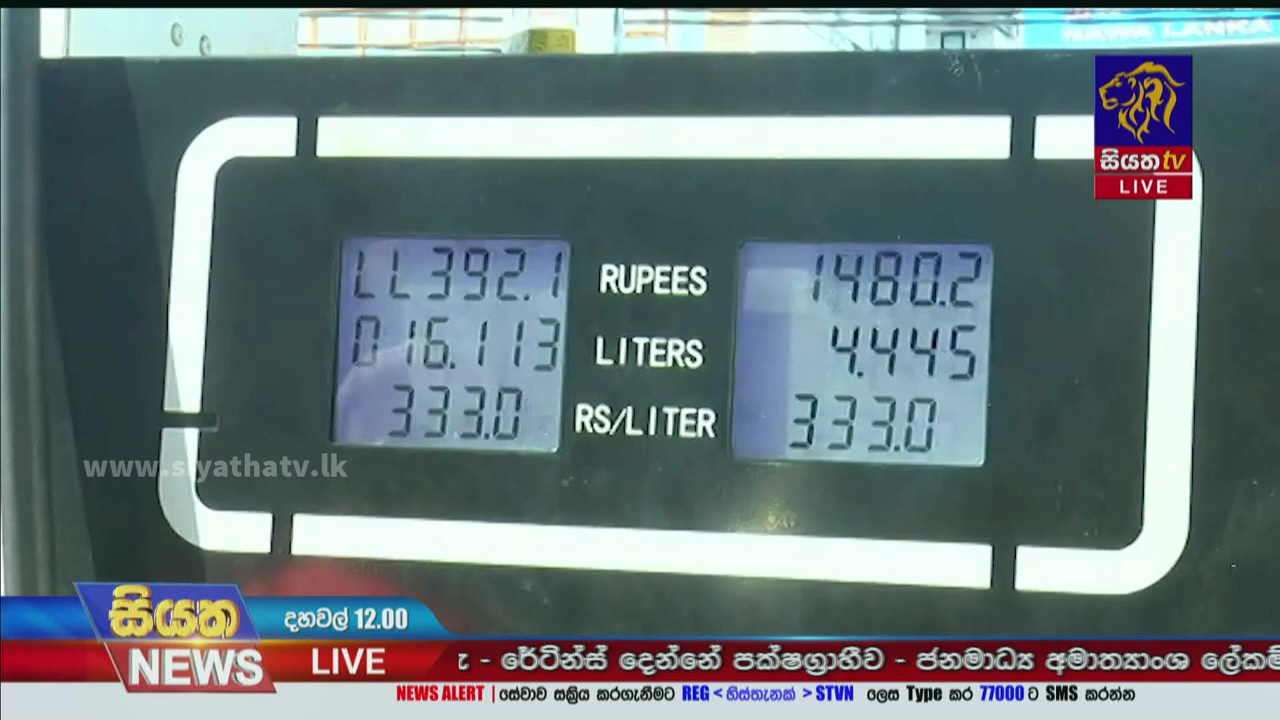 සියත tv
LIVE
LL392.1 RUPEES 1480.2
016.113 LITERS 4.445
333.0 RS/LITER 333.0
www.siyathatv.lk
සියත දහවල් 12.00
NEWS LIVE - රේටින්ස් දෙන්නේ පක්ෂග්‍රාහීව - ජනමාධ්‍ය අමාත්‍යාංශ ලේකම්
NEWS ALERT | සේවාව සක්‍රිය කරගැනීමට REG < හිස්තැනක් > STVN ලෙස Type කර 77000 ට SMS කරන්න